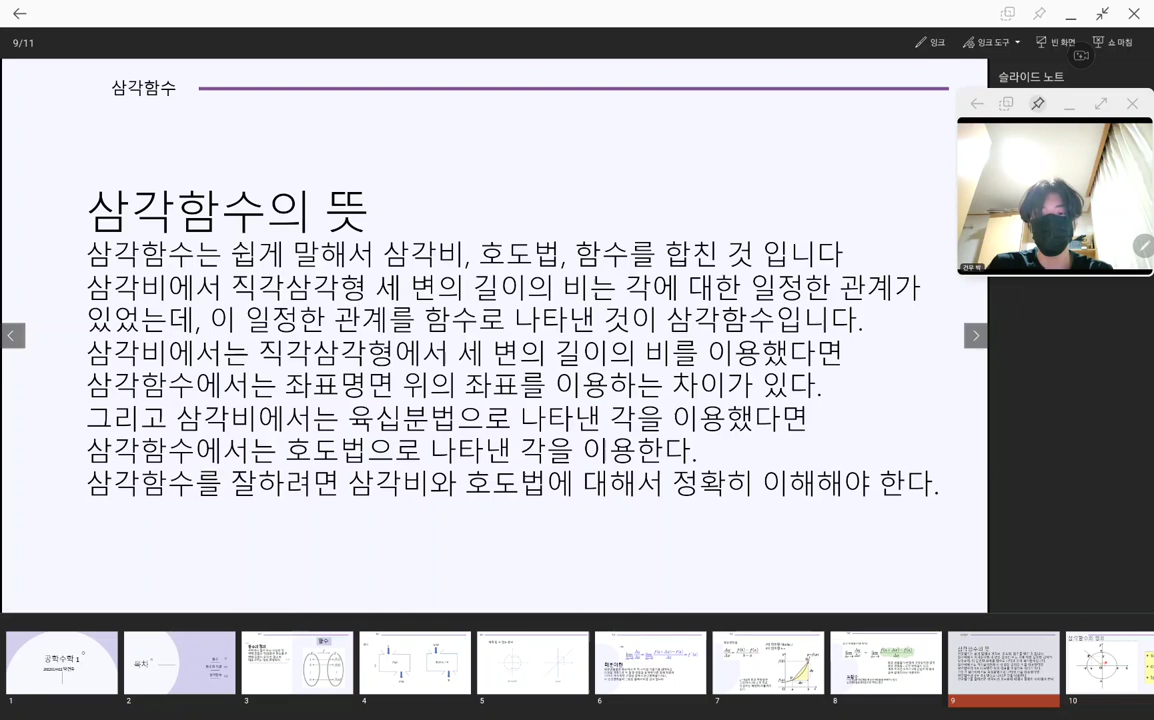 9/11
잉크
잉크 도구
빈 화면
쇼 마침
슬라이드 노트
삼각함수
삼각함수의 뜻
삼각함수는 쉽게 말해서 삼각비, 호도법, 함수를 합친 것 입니다
삼각비에서 직각삼각형 세 변의 길이의 비는 각에 대한 일정한 관계가
있었는데, 이 일정한 관계를 함수로 나타낸 것이 삼각함수입니다.
삼각비에서는 직각삼각형에서 세 변의 길이의 비를 이용했다면
삼각함수에서는 좌표명면 위의 좌표를 이용하는 차이가 있다.
그리고 삼각비에서는 육십분법으로 나타낸 각을 이용했다면
삼각함수에서는 호도법으로 나타낸 각을 이용한다.
삼각함수를 잘하려면 삼각비와 호도법에 대해서 정확히 이해해야 한다.
건우 박
공학수학 1
목차
함수
1
2
3
4
5
6
7
8
9
10